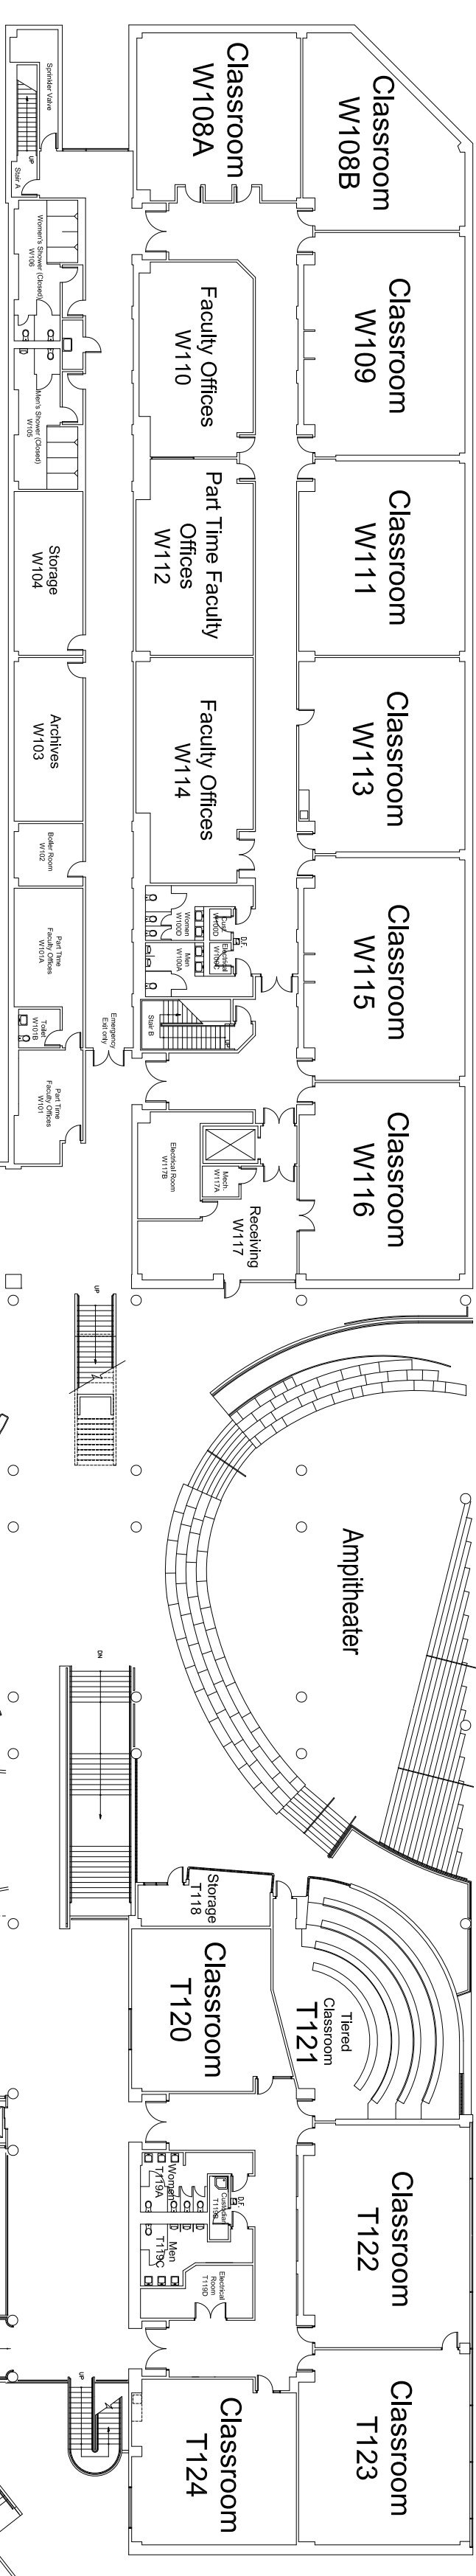 Sprinkler Valve
UP
Stair A
Classroom
W108A
Classroom
W108B
Women's Shower (Closed)
W106
Men's Shower (Closed)
W105
Faculty Offices
W110
Classroom
W109
Storage
W104
Part Time Faculty
Offices
W112
Classroom
W111
Archives
W103
Faculty Offices
W114
Classroom
W113
Boiler Room
W102
Part Time
Faculty Offices
W101A
Women
W100D
Men
W100A
Electrical
D.F.
Classroom
W115
Toilet
W101B
Emergency
Exit only
Stair B
UP
Part Time
Faculty Offices
W101
Electrical Room
W117B
Mech.
W117A
Receiving
W117
Classroom
W116
UP
Ampitheater
DN
Storage
T118
Classroom
T120
Tiered
Classroom
T121
Women
T119A
Custodial
D.F.
Men
T119C
Electrical
Room
T119D
Classroom
T122
UP
Classroom
T124
Classroom
T123